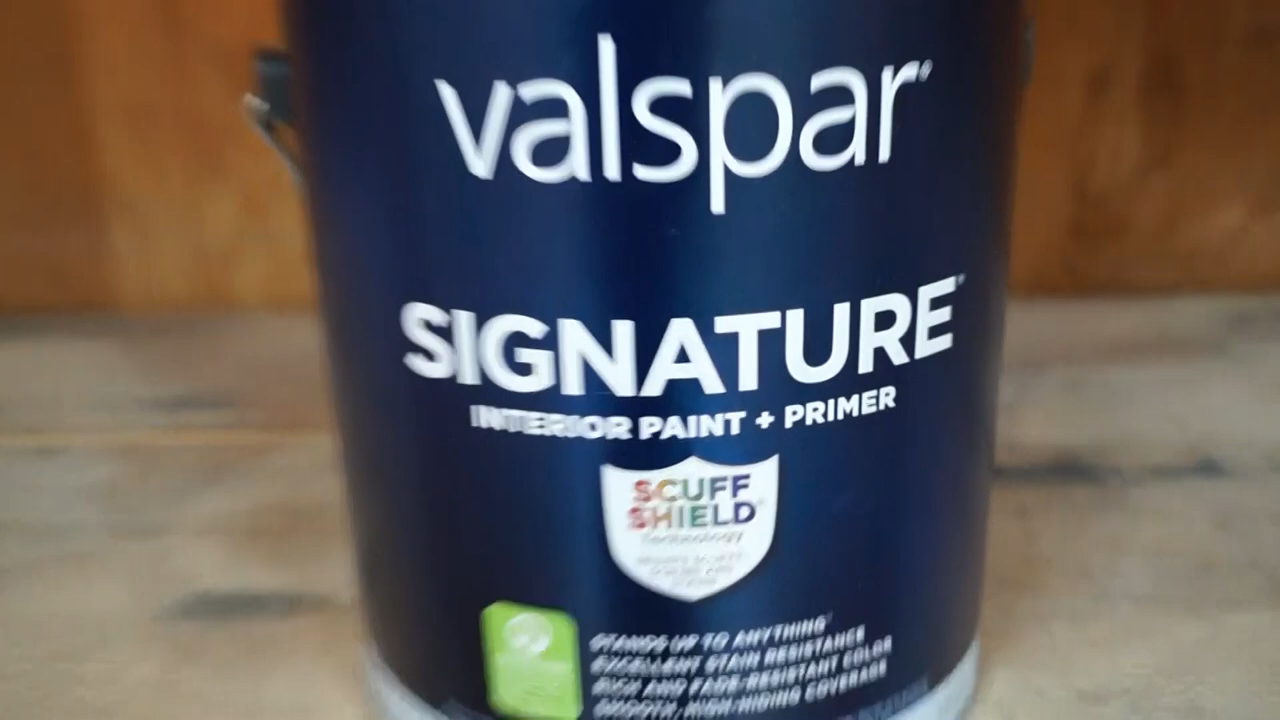 valspar®
SIGNATURE®
INTERIOR PAINT + PRIMER
SCUFF
SHIELD®
Technology
STANDS UP TO ANYTHING
EXCELLENT STAIN RESISTANCE
RICH AND FADE-RESISTANT COLOR
SMOOTH, HIGH-HIDING COVERAGE